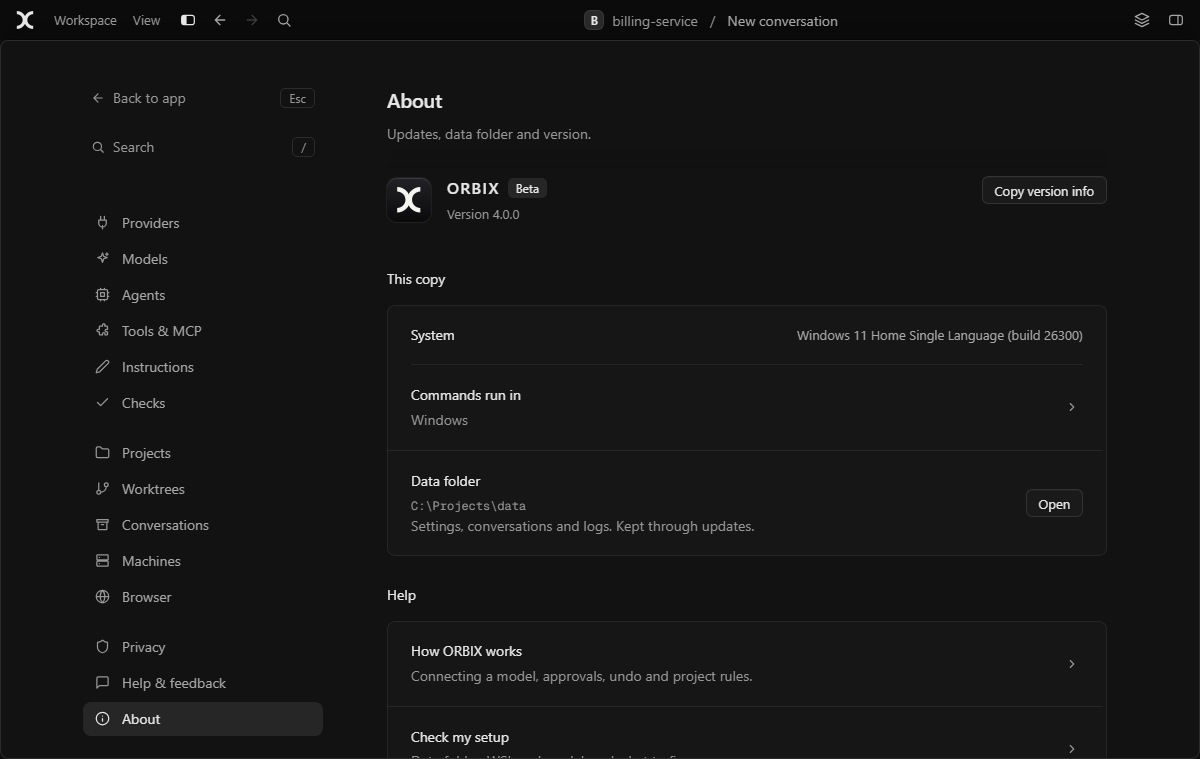 Workspace View
B billing-service / New conversation
Back to app Esc
Search /
Providers
Models
Agents
Tools & MCP
Instructions
Checks
Projects
Worktrees
Conversations
Machines
Browser
Privacy
Help & feedback
About
About
Updates, data folder and version.
ORBIX Beta
Version 4.0.0
Copy version info
This copy
System Windows 11 Home Single Language (build 26300)
Commands run in
Windows
Data folder
C:\Projects\data
Settings, conversations and logs. Kept through updates.
Open
Help
How ORBIX works
Connecting a model, approvals, undo and project rules.
Check my setup